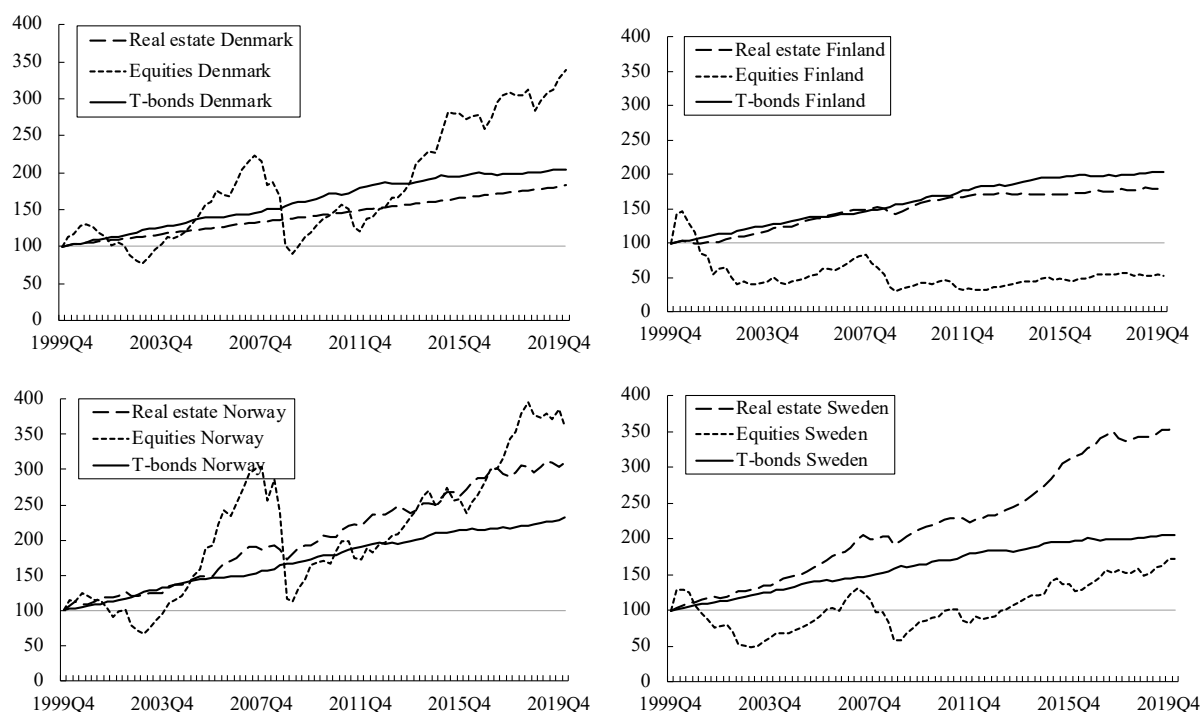 400
350
300
250
200
150
100
50
0
Real estate Denmark
Equities Denmark
T-bonds Denmark
1999Q4 2003Q4 2007Q4 2011Q4 2015Q4 2019Q4
400
350
300
250
200
150
100
50
0
Real estate Finland
Equities Finland
T-bonds Finland
1999Q4 2003Q4 2007Q4 2011Q4 2015Q4 2019Q4
400
350
300
250
200
150
100
50
0
Real estate Norway
Equities Norway
T-bonds Norway
1999Q4 2003Q4 2007Q4 2011Q4 2015Q4 2019Q4
400
350
300
250
200
150
100
50
0
Real estate Sweden
Equities Sweden
T-bonds Sweden
1999Q4 2003Q4 2007Q4 2011Q4 2015Q4 2019Q4